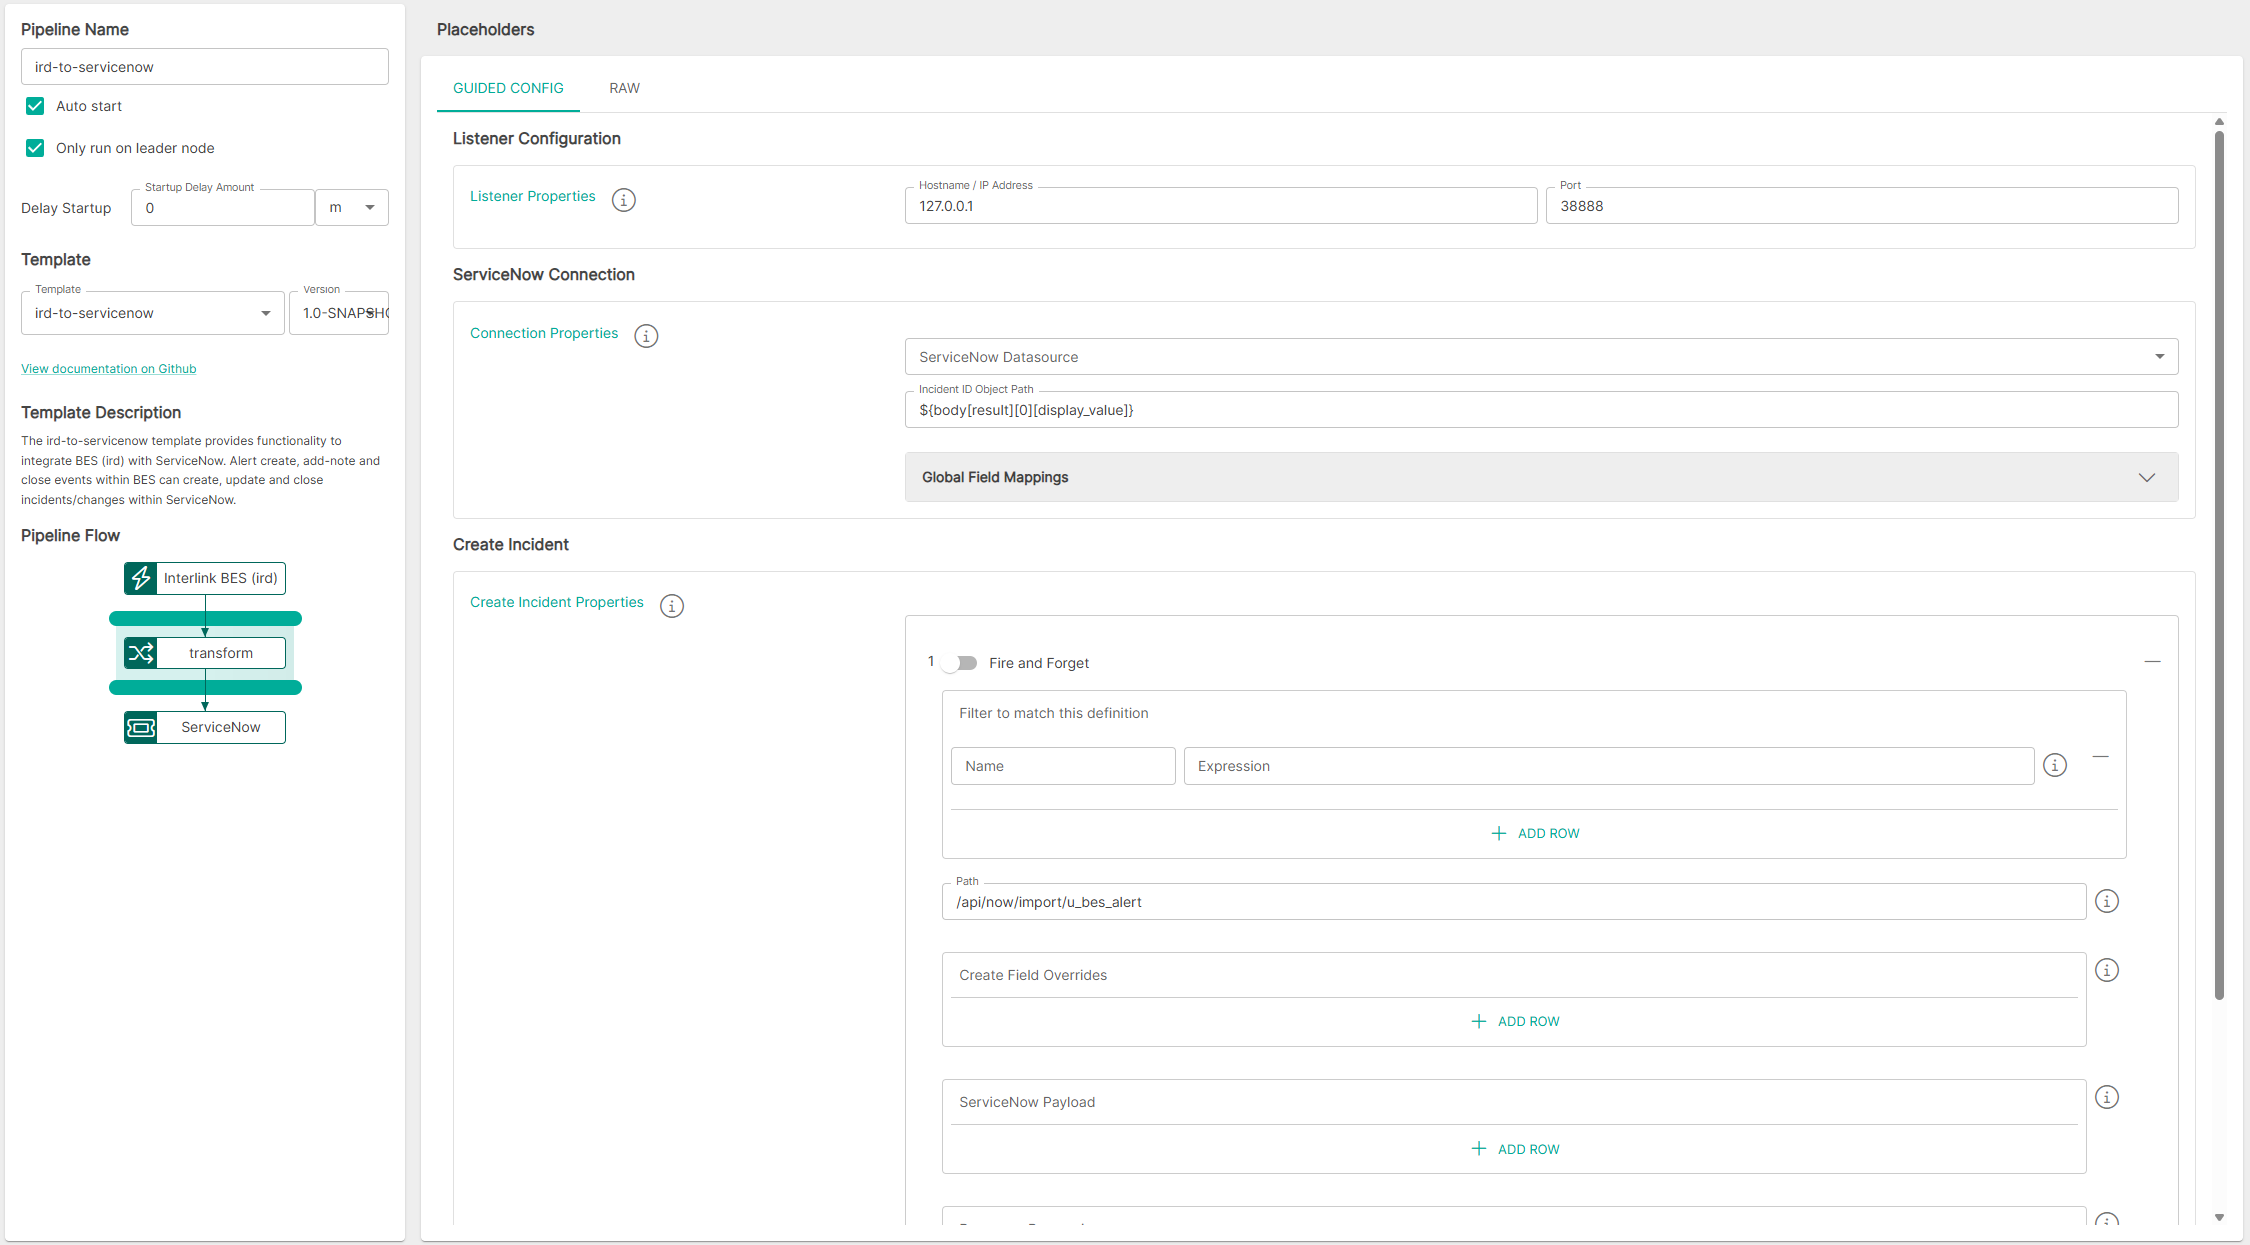 Pipeline Name
ird-to-servicenow
Auto start
Only run on leader node
Delay Startup
Startup Delay Amount
0
m
Template
Template
ird-to-servicenow
Version
1.0-SNAPSHO
View documentation on Github
Template Description
The ird-to-servicenow template provides functionality to
integrate BES (ird) with ServiceNow. Alert create, add-note and
close events within BES can create, update and close
incidents/changes within ServiceNow.
Pipeline Flow
Interlink BES (ird)
transform
ServiceNow
Placeholders
GUIDED CONFIG
RAW
Listener Configuration
Listener Properties
Hostname / IP Address
127.0.0.1
Port
38888
ServiceNow Connection
Connection Properties
ServiceNow Datasource
Incident ID Object Path
${body[result][0][display_value]}
Global Field Mappings
Create Incident
Create Incident Properties
1
Fire and Forget
Filter to match this definition
Name
Expression
ADD ROW
Path
/api/now/import/u_bes_alert
Create Field Overrides
ADD ROW
ServiceNow Payload
ADD ROW